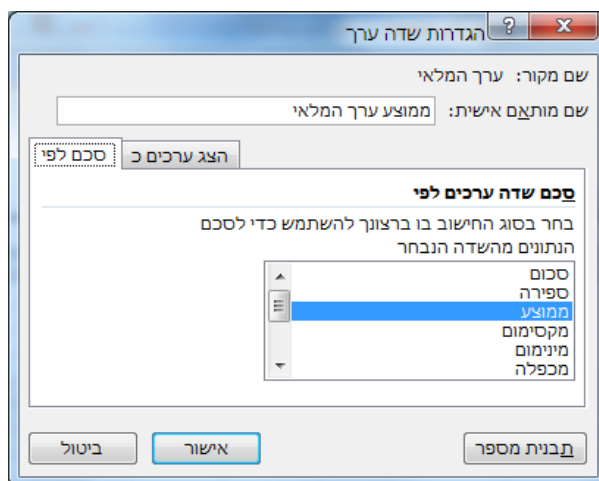 הגדרות שדה ערך
שם מקור: ערך המלאי
שם מותאם אישית: ממוצע ערך המלאי
סכם לפי הצג ערכים כ
סכם שדה ערכים לפי
בחר בסוג החישוב בו ברצונך להשתמש כדי לסכם
הנתונים מהשדה הנבחר
סכום
ספירה
ממוצע
מקסימום
מינימום
מכפלה
תבנית מספר אישור ביטול